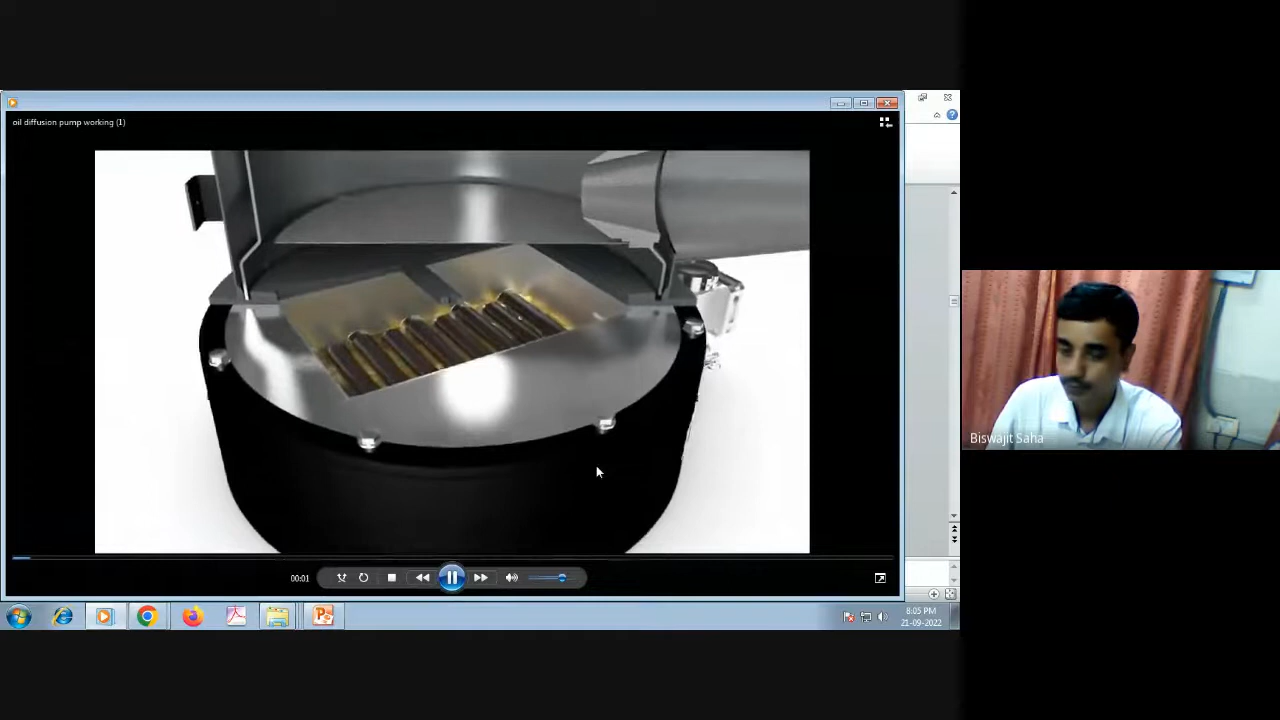 oil diffusion pump working (1)
Biswajit Saha
00:01
8:05 PM
21-09-2022